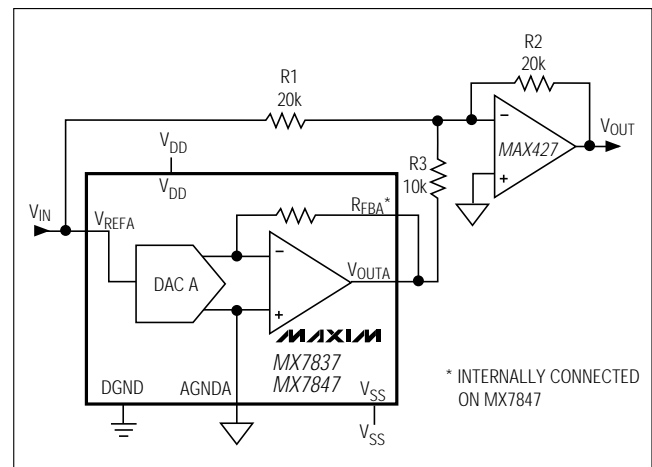 R1
20k
R2
20k
VDD
VDD
R3
10k
MAX427
VOUT
VIN
VREFA
RFBA*
DAC A
VOUTA
MAXIM
MX7837
MX7847
DGND
AGNDA
VSS
VSS
* INTERNALLY CONNECTED
ON MX7847
−
+
−
+